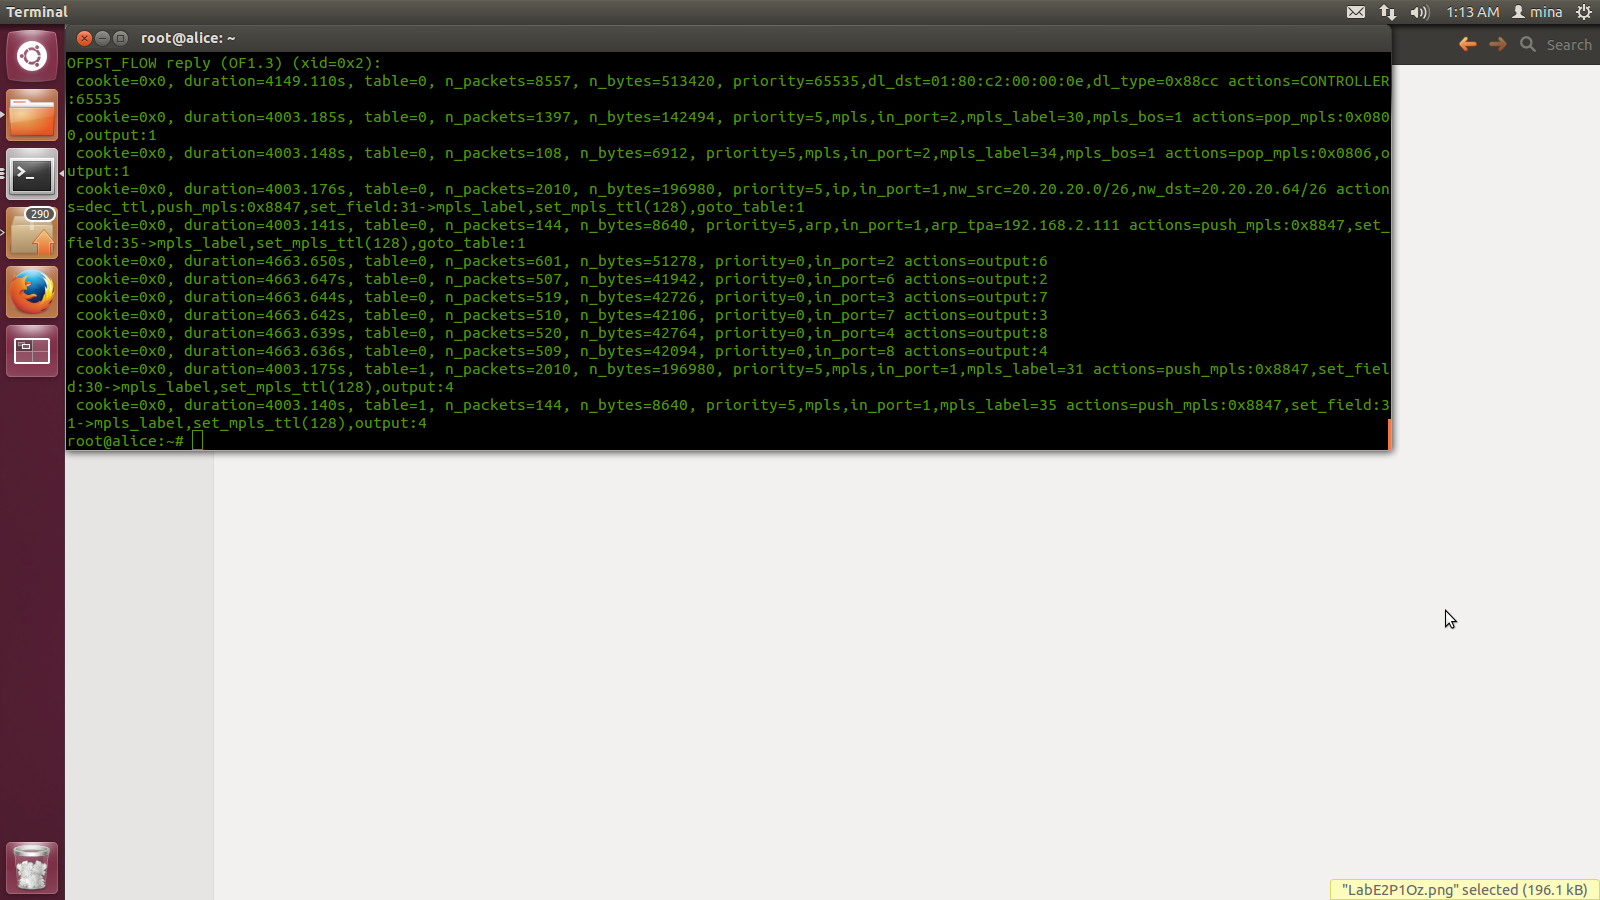 Terminal
1:13 AM mina
root@alice: ~
Search
OFPST_FLOW reply (OF1.3) (xid=0x2):
cookie=0x0, duration=4149.110s, table=0, n_packets=8557, n_bytes=513420, priority=65535,dl_dst=01:80:c2:00:00:0e,dl_type=0x88cc actions=CONTROLLER
:65535
cookie=0x0, duration=4003.185s, table=0, n_packets=1397, n_bytes=142494, priority=5,mpls,in_port=2,mpls_label=30,mpls_bos=1 actions=pop_mpls:0x080
0,output:1
cookie=0x0, duration=4003.148s, table=0, n_packets=108, n_bytes=6912, priority=5,mpls,in_port=2,mpls_label=34,mpls_bos=1 actions=pop_mpls:0x0806,o
utput:1
cookie=0x0, duration=4003.176s, table=0, n_packets=2010, n_bytes=196980, priority=5,ip,in_port=1,nw_src=20.20.20.0/26,nw_dst=20.20.20.64/26 action
s=dec_ttl,push_mpls:0x8847,set_field:31->mpls_label,set_mpls_ttl(128),goto_table:1
cookie=0x0, duration=4003.141s, table=0, n_packets=144, n_bytes=8640, priority=5,arp,in_port=1,arp_tpa=192.168.2.111 actions=push_mpls:0x8847,set_
field:35->mpls_label,set_mpls_ttl(128),goto_table:1
cookie=0x0, duration=4663.650s, table=0, n_packets=601, n_bytes=51278, priority=0,in_port=2 actions=output:6
cookie=0x0, duration=4663.647s, table=0, n_packets=507, n_bytes=41942, priority=0,in_port=6 actions=output:2
cookie=0x0, duration=4663.644s, table=0, n_packets=519, n_bytes=42726, priority=0,in_port=3 actions=output:7
cookie=0x0, duration=4663.642s, table=0, n_packets=510, n_bytes=42106, priority=0,in_port=7 actions=output:3
cookie=0x0, duration=4663.639s, table=0, n_packets=520, n_bytes=42764, priority=0,in_port=4 actions=output:8
cookie=0x0, duration=4663.636s, table=0, n_packets=509, n_bytes=42094, priority=0,in_port=8 actions=output:4
cookie=0x0, duration=4003.175s, table=1, n_packets=2010, n_bytes=196980, priority=5,mpls,in_port=1,mpls_label=31 actions=push_mpls:0x8847,set_fiel
d:30->mpls_label,set_mpls_ttl(128),output:4
cookie=0x0, duration=4003.140s, table=1, n_packets=144, n_bytes=8640, priority=5,mpls,in_port=1,mpls_label=35 actions=push_mpls:0x8847,set_field:3
1->mpls_label,set_mpls_ttl(128),output:4
root@alice:~#
290
"LabE2P1Oz.png" selected (196.1 kB)